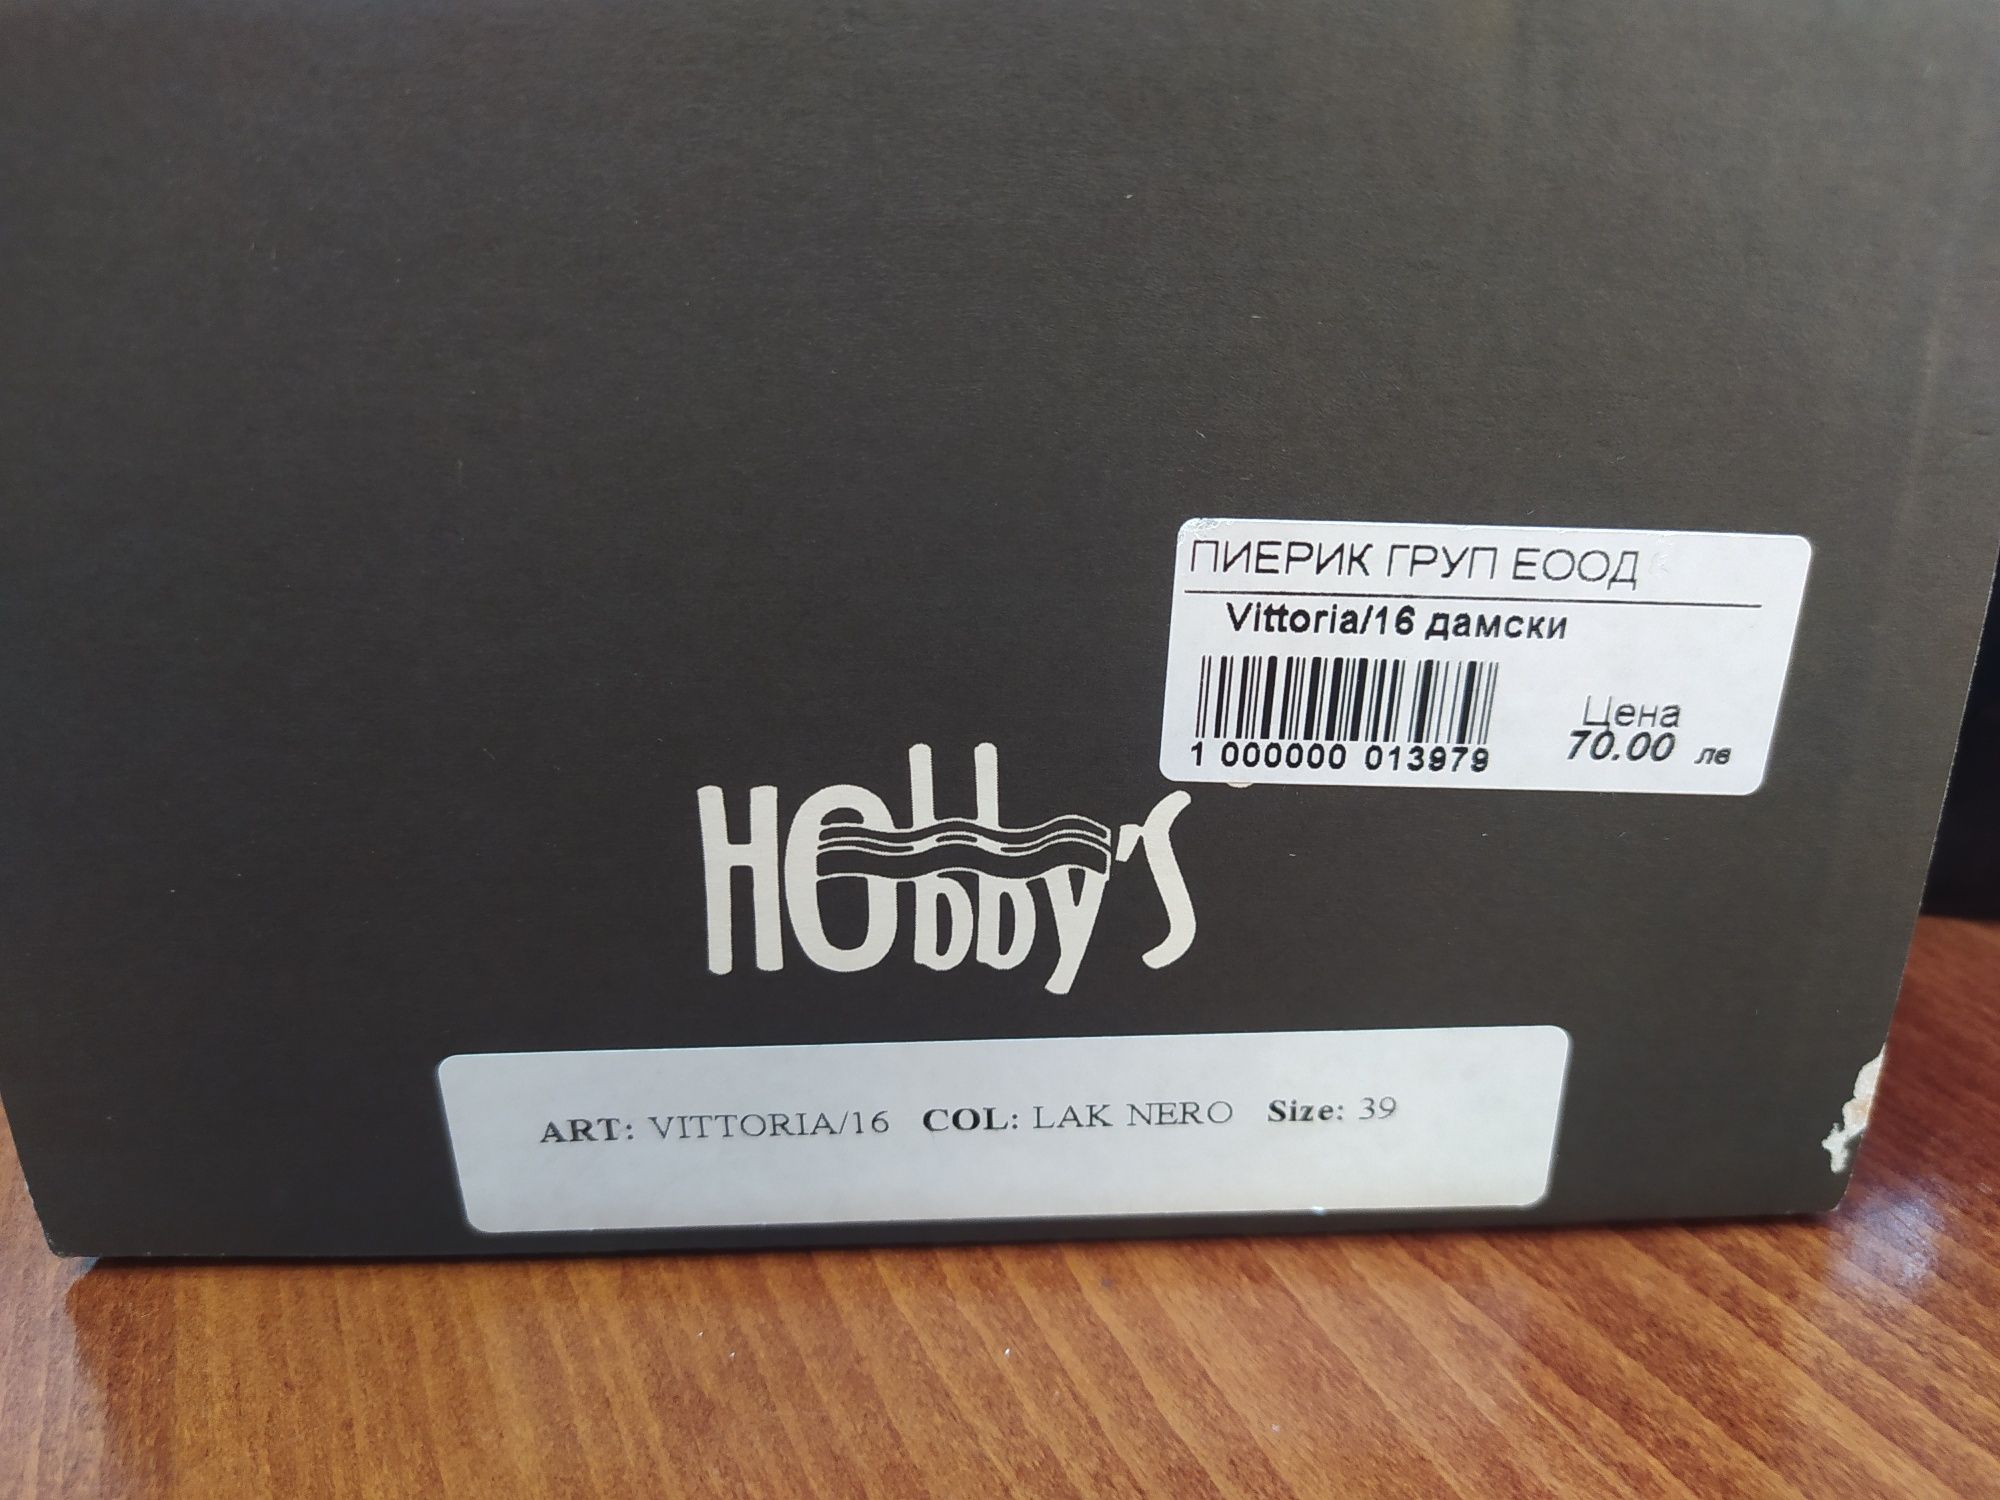 ПИЕРИК ГРУП ЕООД
Vittoria/16 дамски
1 000000 013979
Цена
70.00 лв
HObby's
ART: VITTORIA/16 COL: LAK NERO Size: 39